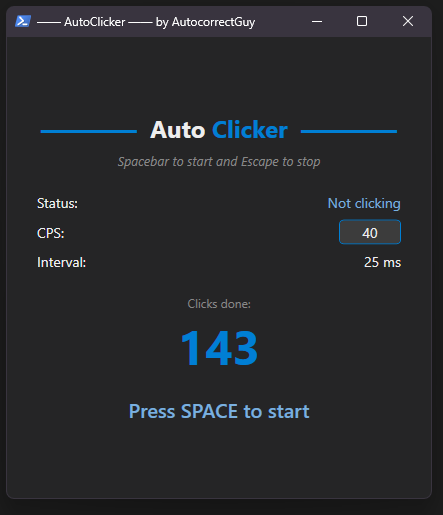 —— AutoClicker —— by AutocorrectGuy
Auto Clicker
Spacebar to start and Escape to stop
Status: Not clicking
CPS: 40
Interval: 25 ms
Clicks done:
143
Press SPACE to start